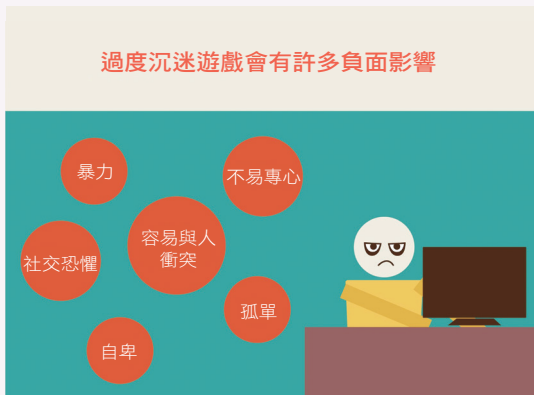 過度沉迷遊戲會有許多負面影響
暴力
不易專心
容易與人
衝突
社交恐懼
孤單
自卑